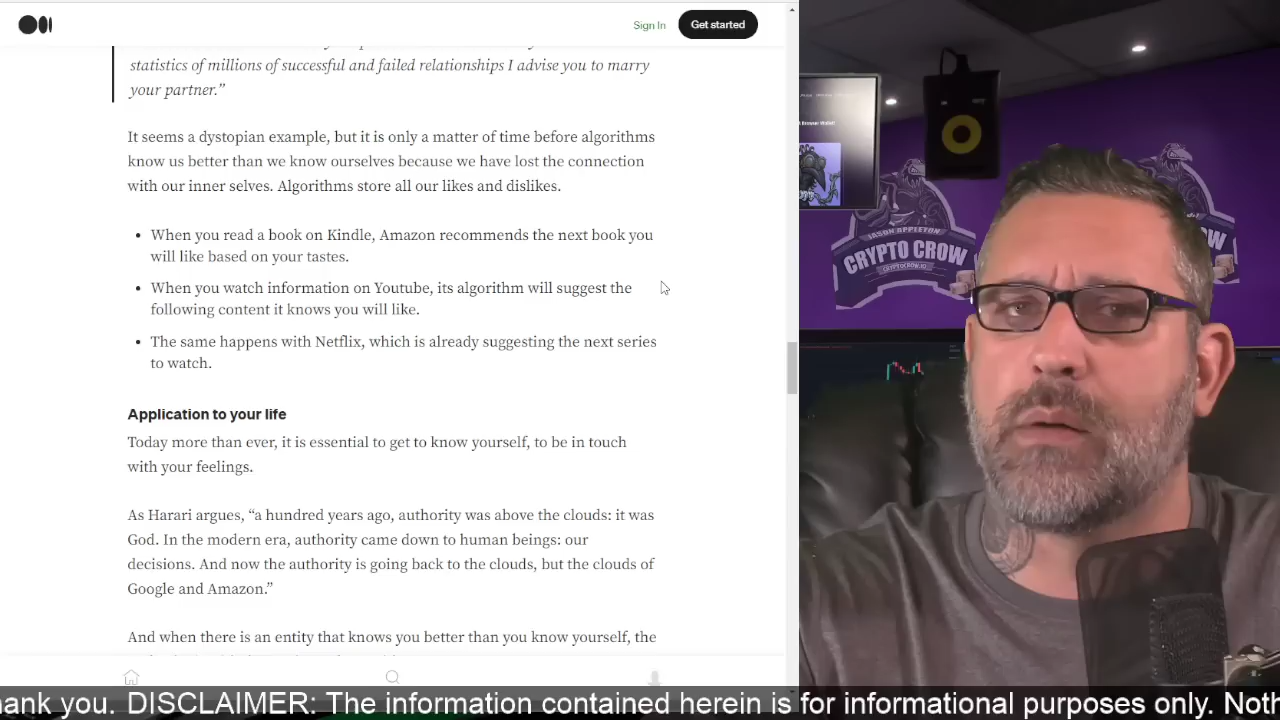 Sign In
Get started
statistics of millions of successful and failed relationships I advise you to marry
your partner.”
It seems a dystopian example, but it is only a matter of time before algorithms
know us better than we know ourselves because we have lost the connection
with our inner selves. Algorithms store all our likes and dislikes.
• When you read a book on Kindle, Amazon recommends the next book you
will like based on your tastes.
• When you watch information on Youtube, its algorithm will suggest the
following content it knows you will like.
• The same happens with Netflix, which is already suggesting the next series
to watch.
Application to your life
Today more than ever, it is essential to get to know yourself, to be in touch
with your feelings.
As Harari argues, “a hundred years ago, authority was above the clouds: it was
God. In the modern era, authority came down to human beings: our
decisions. And now the authority is going back to the clouds, but the clouds of
Google and Amazon.”
And when there is an entity that knows you better than you know yourself, the
JASON APPLETON
CRYPTO CROW
CRYPTOCROW.IO
hank you. DISCLAIMER: The information contained herein is for informational purposes only. Noth